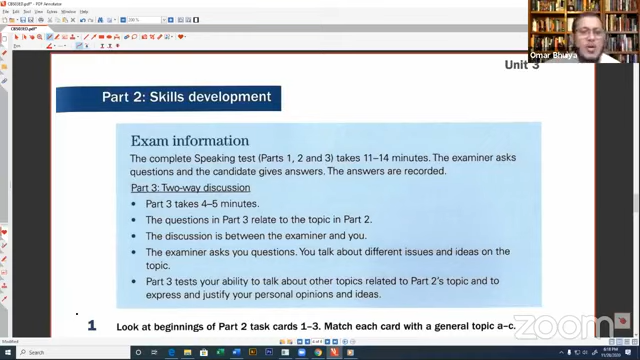 CB501EO.pdf* - PDF Annotator
Omar Bhuiya
Unit 3
Part 2: Skills development
Exam information
The complete Speaking test (Parts 1, 2 and 3) takes 11–14 minutes. The examiner asks
questions and the candidate gives answers. The answers are recorded.
Part 3: Two-way discussion
• Part 3 takes 4–5 minutes.
• The questions in Part 3 relate to the topic in Part 2.
• The discussion is between the examiner and you.
• The examiner asks you questions. You talk about different issues and ideas on the
topic.
• Part 3 tests your ability to talk about other topics related to Part 2's topic and to
express and justify your personal opinions and ideas.
1 Look at beginnings of Part 2 task cards 1–3. Match each card with a general topic a–c.
zoom
Modified
Search